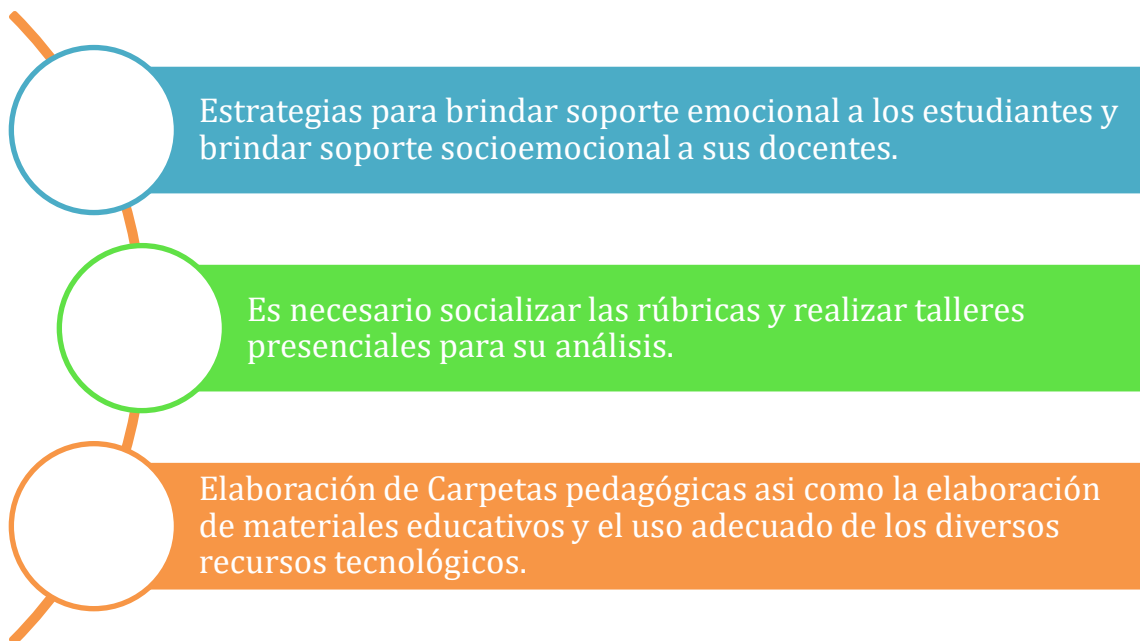 Estrategias para brindar soporte emocional a los estudiantes y
brindar soporte socioemocional a sus docentes.
Es necesario socializar las rúbricas y realizar talleres
presenciales para su análisis.
Elaboración de Carpetas pedagógicas asi como la elaboración
de materiales educativos y el uso adecuado de los diversos
recursos tecnológicos.